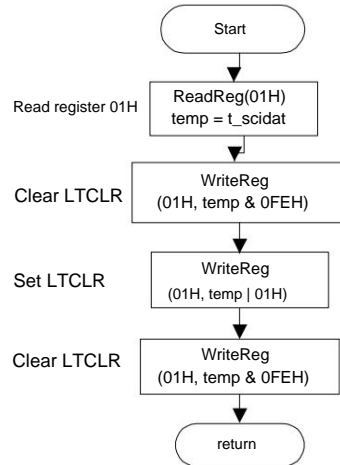 Start
Read register 01H
ReadReg(01H)
temp = t_scidat
Clear LTCLR
WriteReg
(01H, temp & 0FEH)
Set LTCLR
WriteReg
(01H, temp | 01H)
Clear LTCLR
WriteReg
(01H, temp & 0FEH)
return